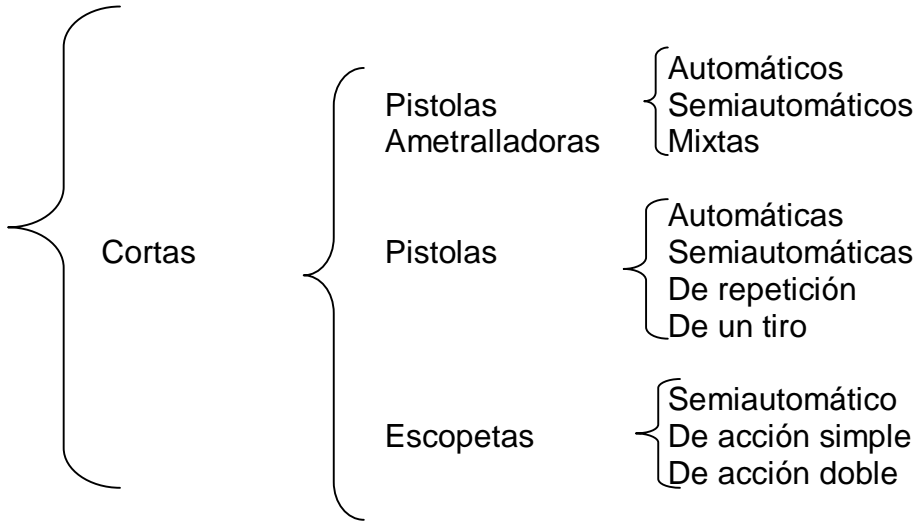 Automáticos
Pistolas Semiautomáticos
Ametralladoras Mixtas
Automáticas
Cortas Pistolas Semiautomáticas
De repetición
De un tiro
Semiautomático
Escopetas De acción simple
De acción doble